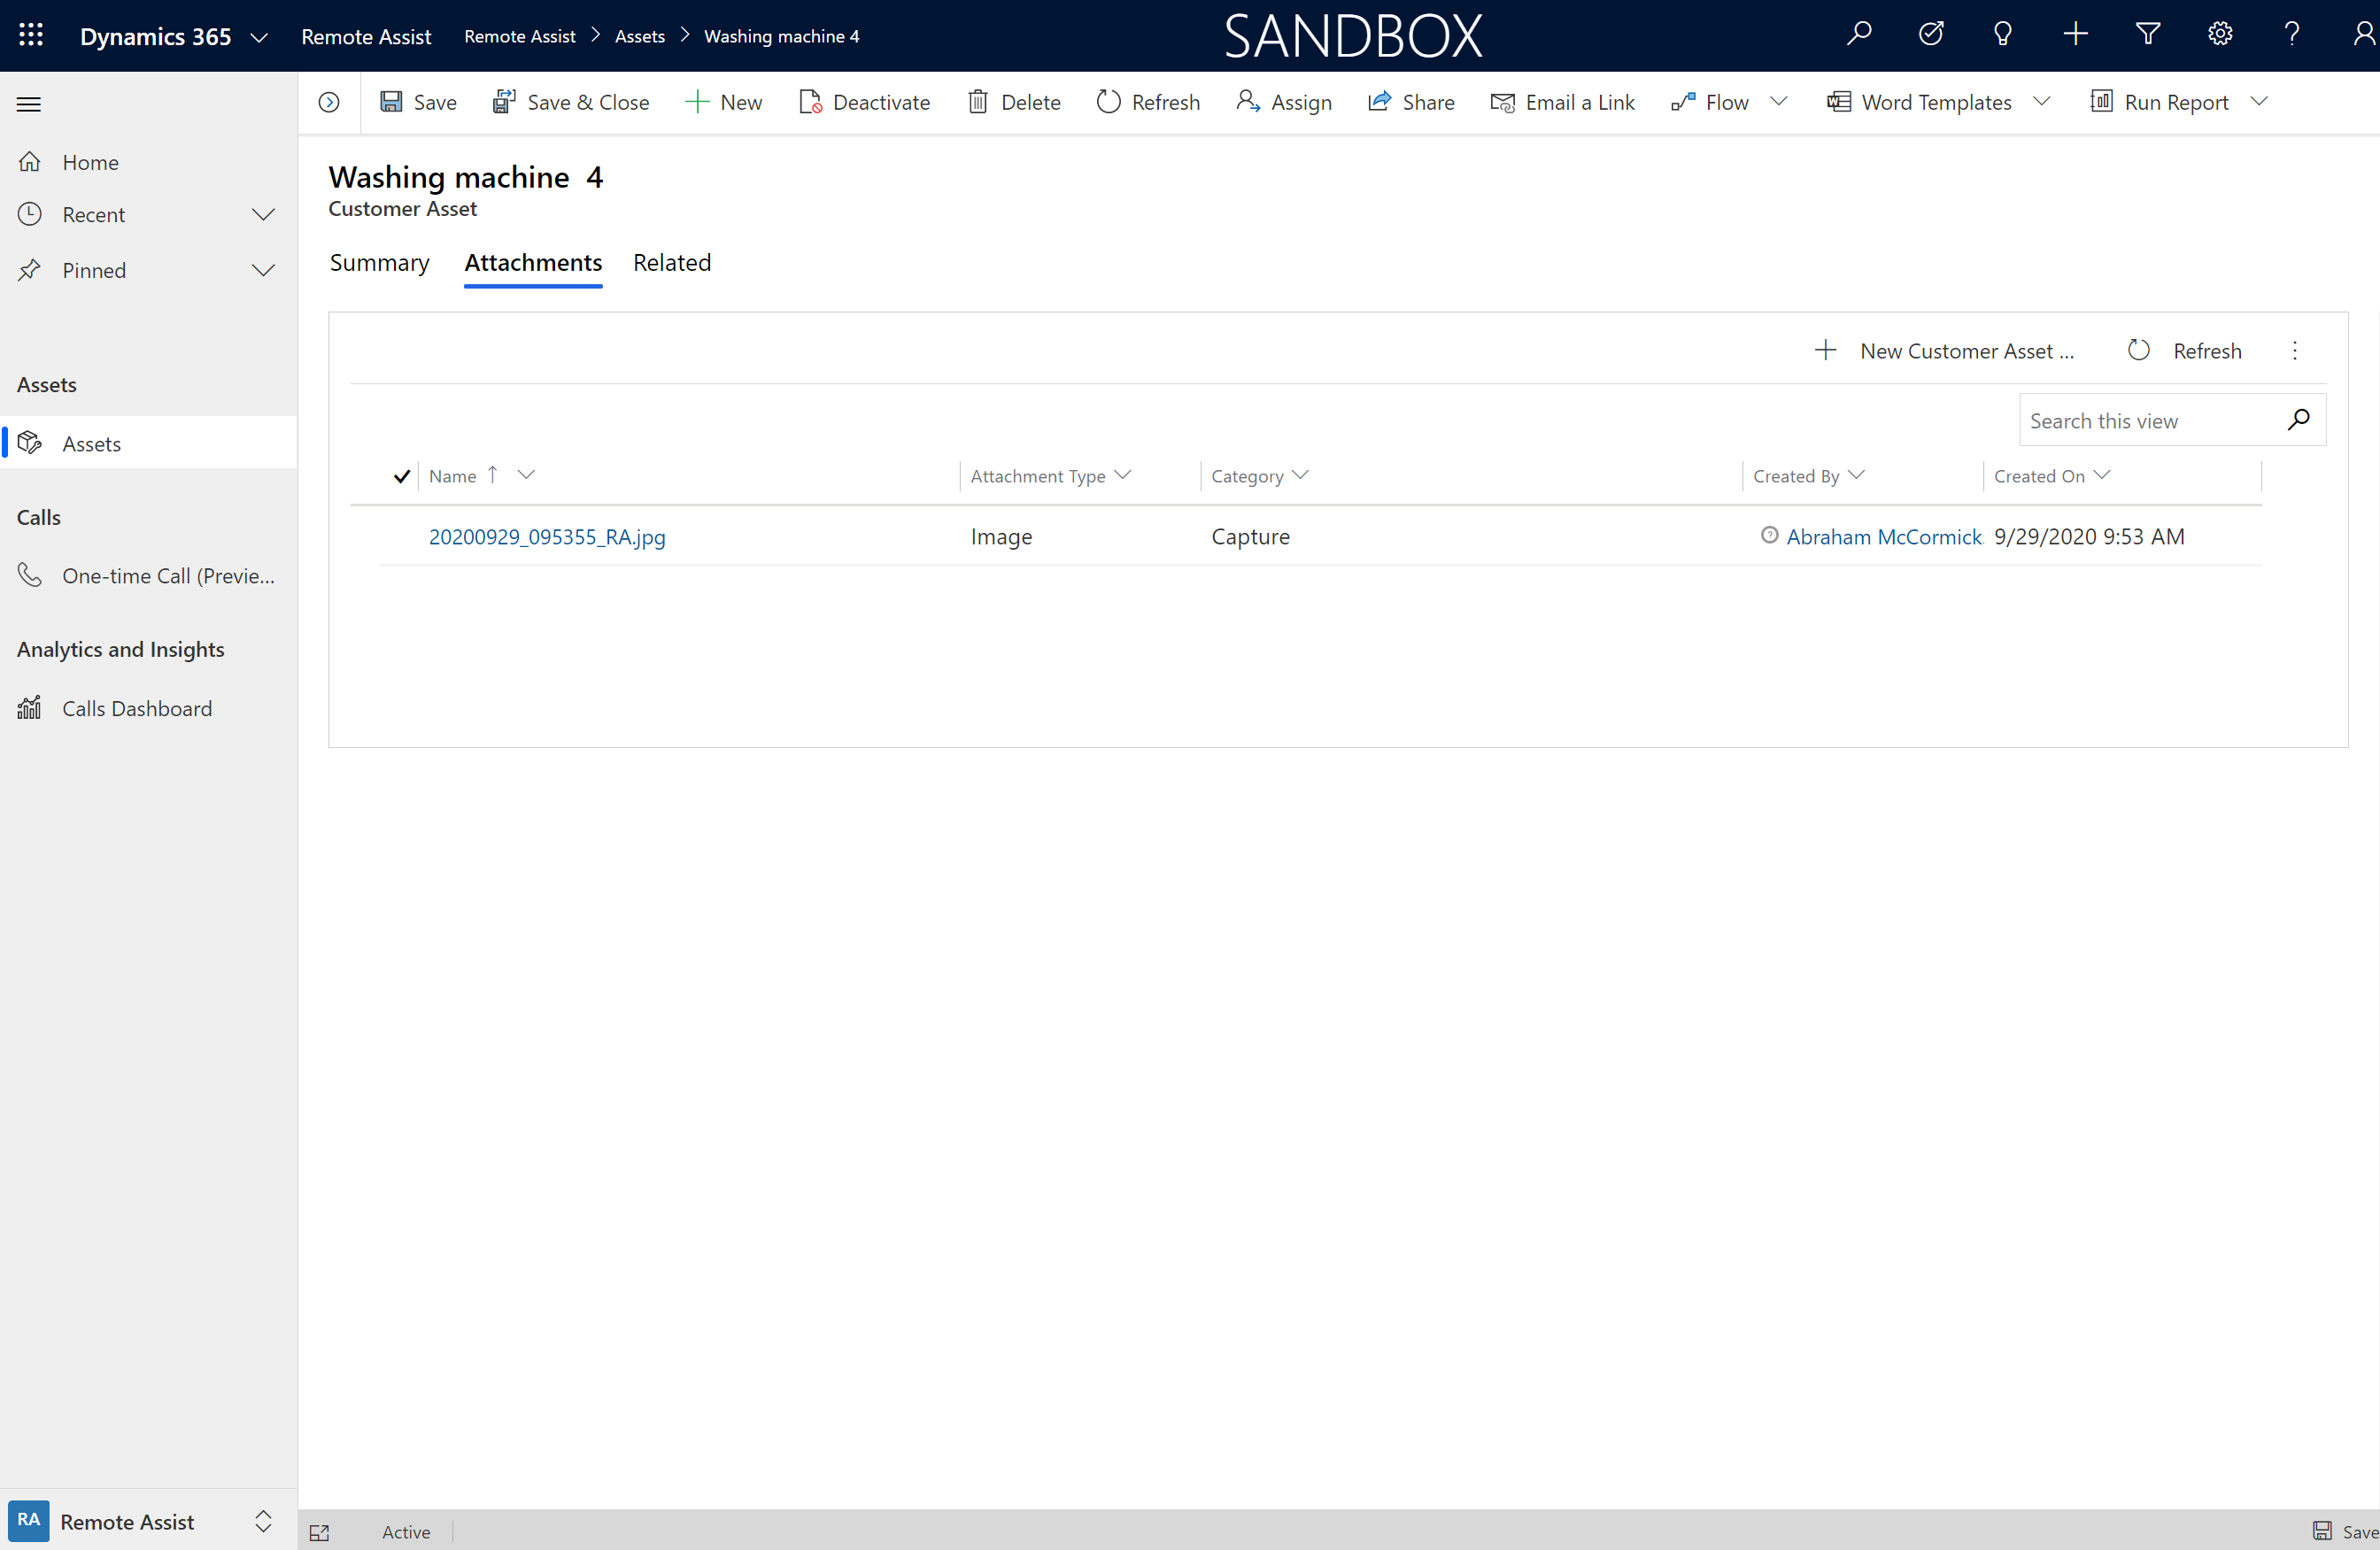 Dynamics 365 Remote Assist Remote Assist Assets Washing machine 4 SANDBOX
Save Save & Close New Deactivate Delete Refresh Assign Share Email a Link Flow Word Templates Run Report
Home
Recent
Pinned
Assets
Assets
Calls
One-time Call (Previe...
Analytics and Insights
Calls Dashboard
RA Remote Assist
Washing machine 4
Customer Asset
Summary Attachments Related
New Customer Asset ... Refresh
Search this view
Name Attachment Type Category Created By Created On
20200929_095355_RA.jpg Image Capture Abraham McCormick 9/29/2020 9:53 AM
Active Save